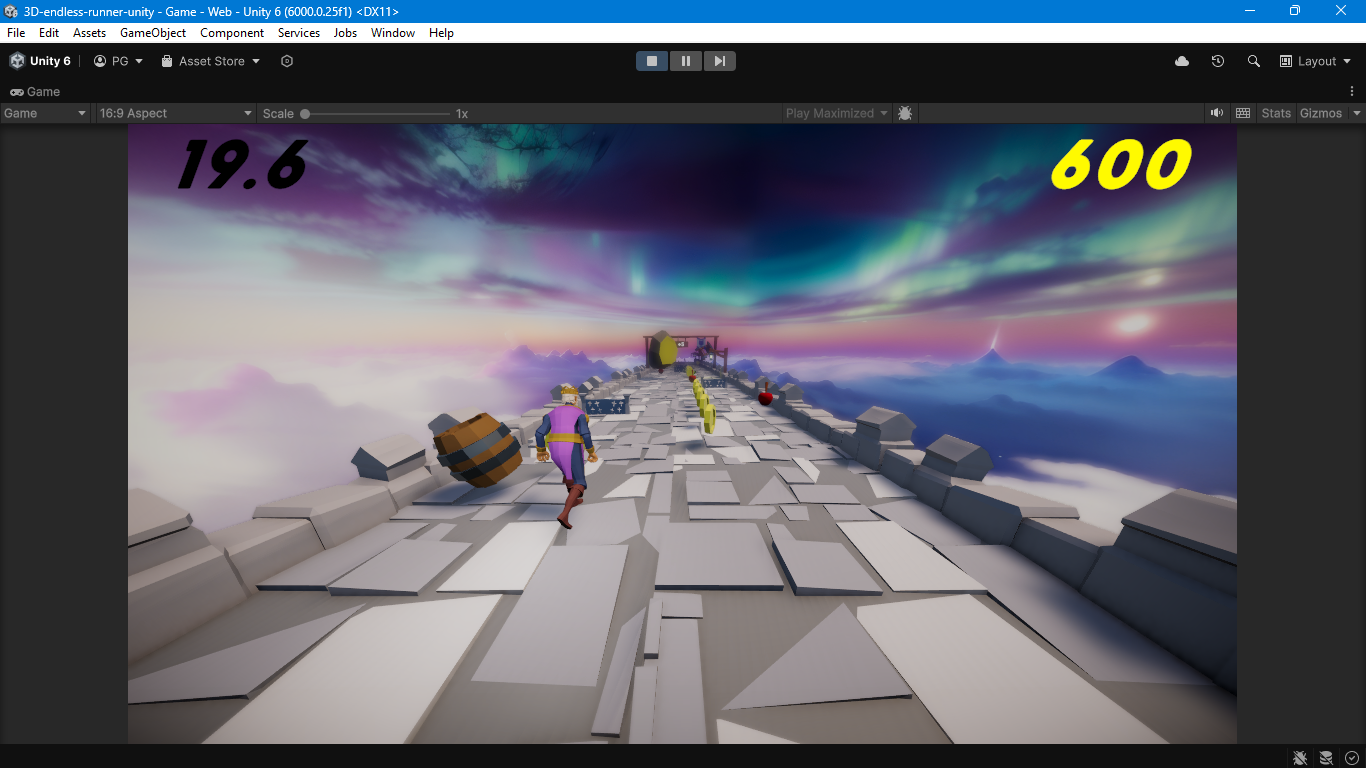 3D-endless-runner-unity - Game - Web - Unity 6 (6000.0.25f1) <DX11>
File Edit Assets GameObject Component Services Jobs Window Help
Unity 6 PG Asset Store Layout
Game
Game 16:9 Aspect Scale 1x Play Maximized Stats Gizmos
19.6 600